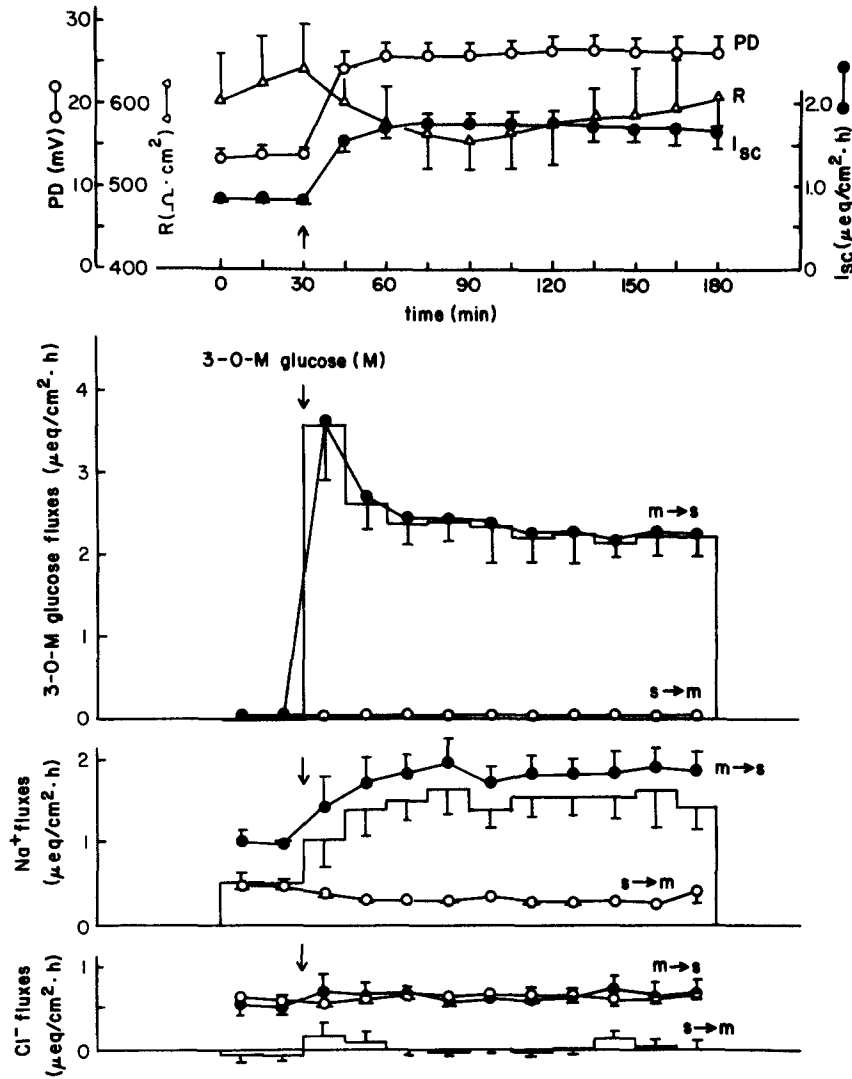 30
20
10
0
PD (mV)
600
500
400
R (Ω · cm²)
PD
R
Isc
2.0
1.0
0
Isc (μeq/cm² · h)
0 30 60 90 120 150 180
time (min)
3-O-M glucose (M)
4
3
2
1
0
3-O-M glucose fluxes (μeq/cm² · h)
m→s
s→m
2
1
0
Na⁺ fluxes
(μeq/cm² · h)
m→s
s→m
1
0
Cl⁻ fluxes
(μeq/cm² · h)
m→s
s→m